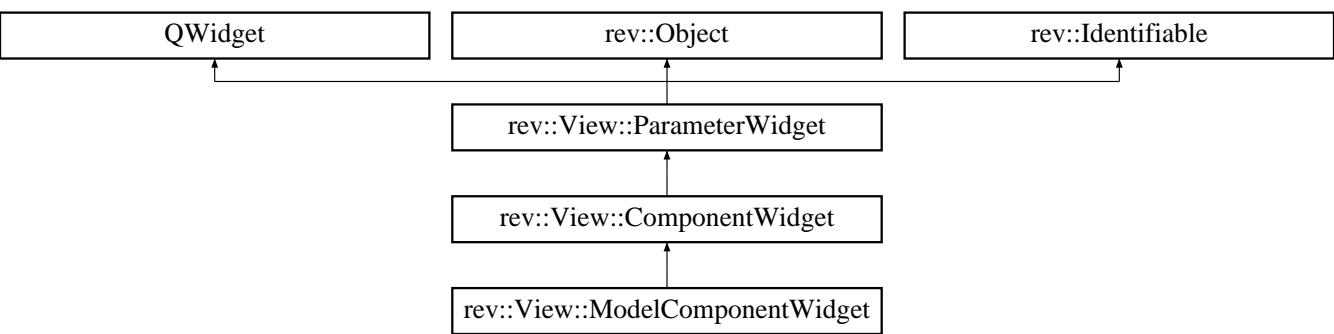 QWidget
rev::Object
rev::Identifiable
rev::View::ParameterWidget
rev::View::ComponentWidget
rev::View::ModelComponentWidget